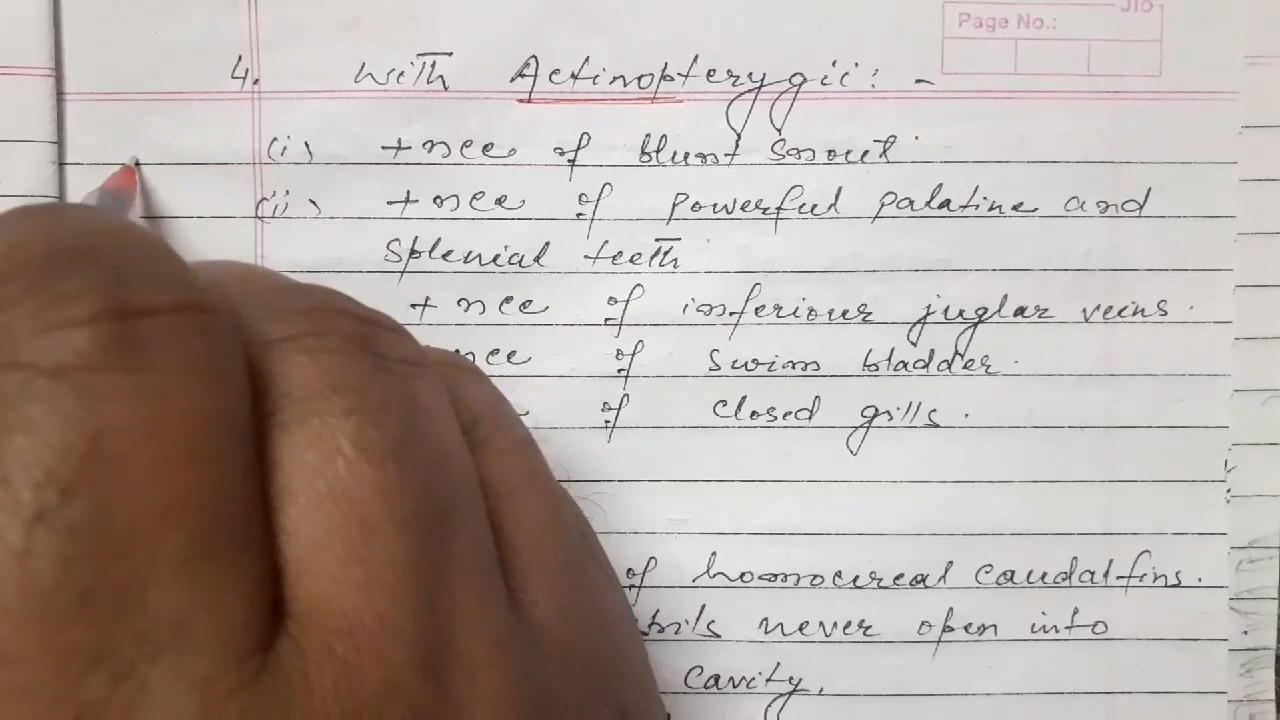 JIO
Page No.:
4. with Actinopterygii: -
(i) +nce of blunt snout.
(ii) +nce of powerful palatine and
splenial teeth
+nce of inferiour juglar veins.
nce of swim bladder.
of closed gills.
of homocercal caudal fins.
never open into
cavity,